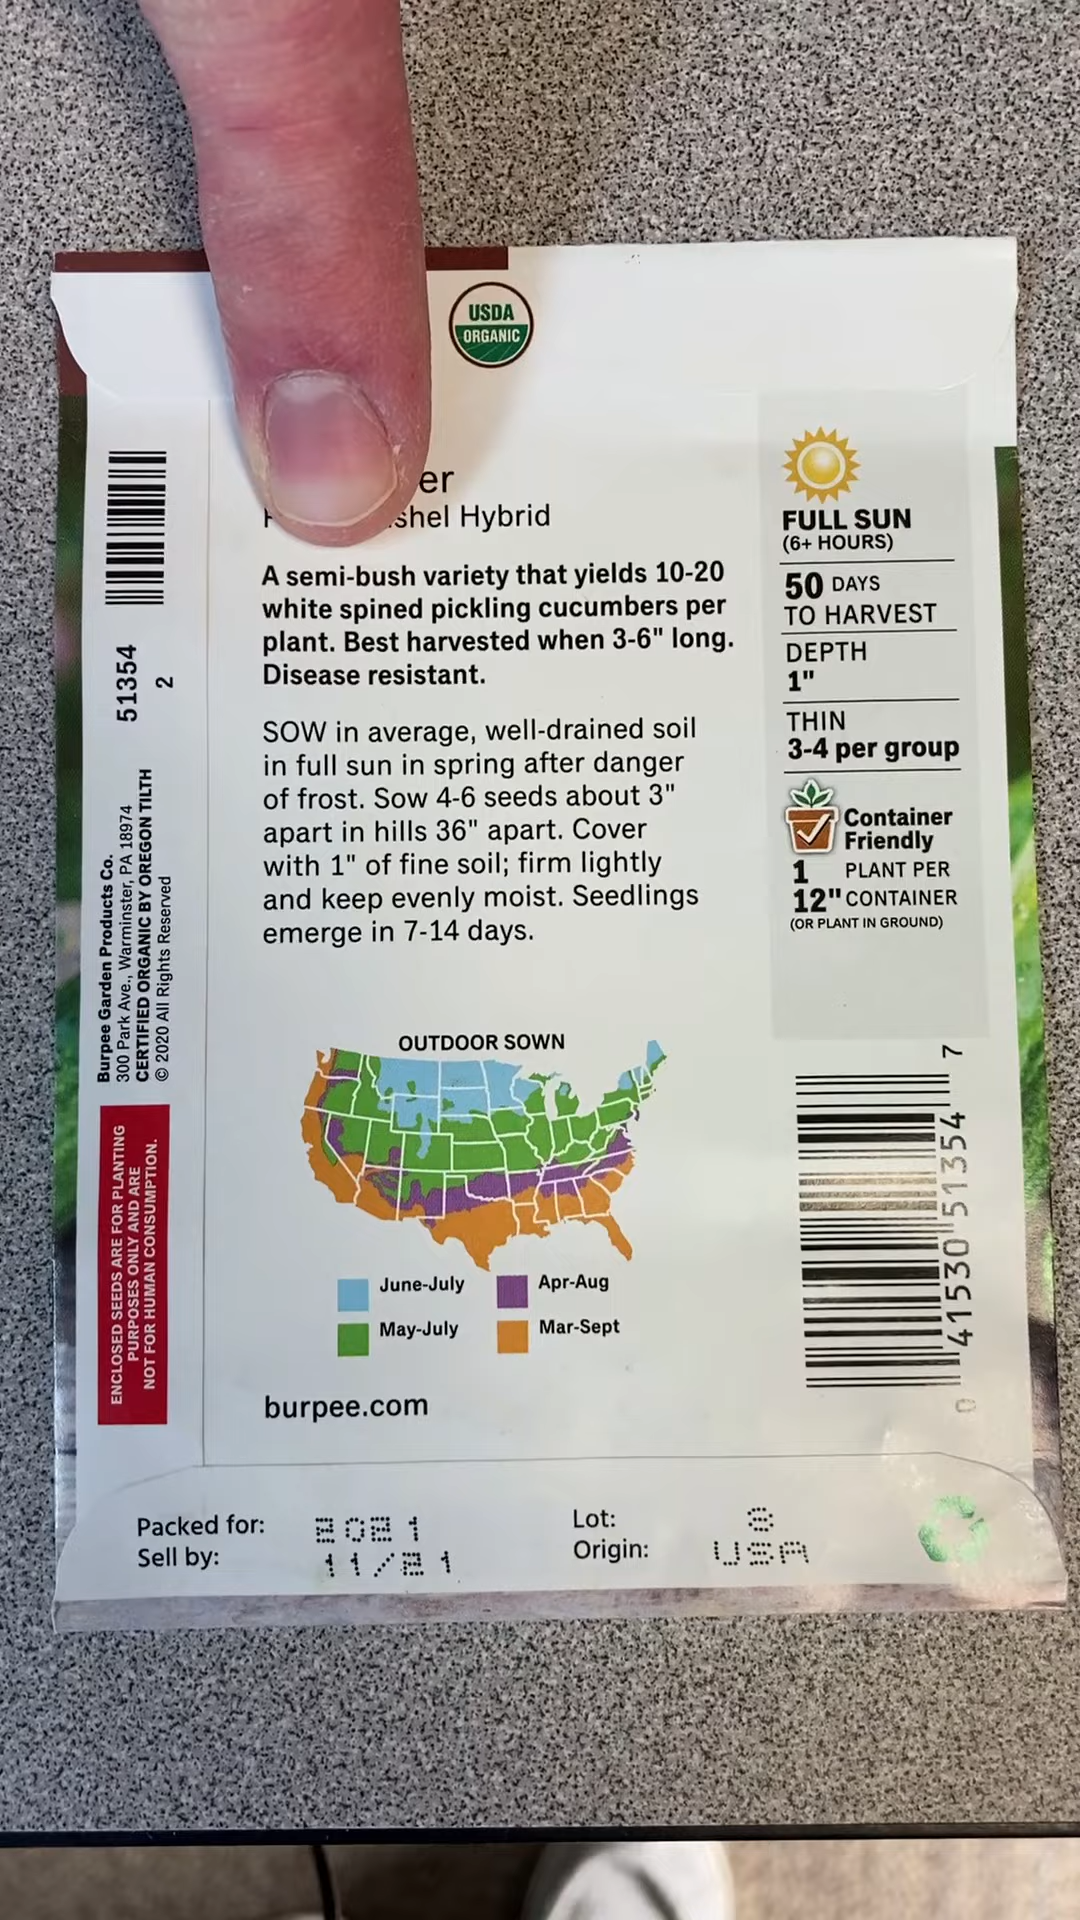 USDA
ORGANIC
er
shel Hybrid
A semi-bush variety that yields 10-20
white spined pickling cucumbers per
plant. Best harvested when 3-6" long.
Disease resistant.
SOW in average, well-drained soil
in full sun in spring after danger
of frost. Sow 4-6 seeds about 3"
apart in hills 36" apart. Cover
with 1" of fine soil; firm lightly
and keep evenly moist. Seedlings
emerge in 7-14 days.
OUTDOOR SOWN
June-July
Apr-Aug
May-July
Mar-Sept
burpee.com
FULL SUN
(6+ HOURS)
50 DAYS
TO HARVEST
DEPTH
1"
THIN
3-4 per group
Container
Friendly
1 PLANT PER
12" CONTAINER
(OR PLANT IN GROUND)
0 41530 51354 7
51354
2
Burpee Garden Products Co.
300 Park Ave., Warminster, PA 18974
CERTIFIED ORGANIC BY OREGON TILTH
© 2020 All Rights Reserved
ENCLOSED SEEDS ARE FOR PLANTING
PURPOSES ONLY AND ARE
NOT FOR HUMAN CONSUMPTION.
Packed for: 2021
Sell by: 11/21
Lot: 8
Origin: USA